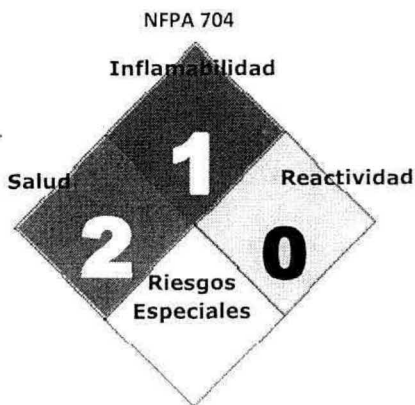 NFPA 704
Inflamabilidad
1
Salud
Reactividad
2
0
Riesgos
Especiales